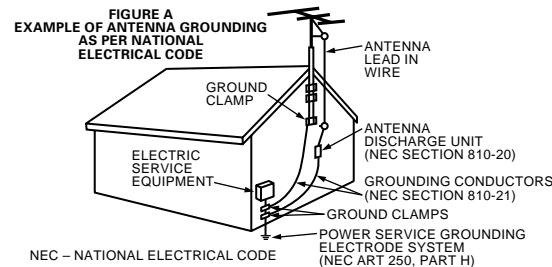 FIGURE A
EXAMPLE OF ANTENNA GROUNDING
AS PER NATIONAL
ELECTRICAL CODE
ANTENNA
LEAD IN
WIRE
GROUND
CLAMP
ANTENNA
DISCHARGE UNIT
(NEC SECTION 810-20)
ELECTRIC
SERVICE
EQUIPMENT
GROUNDING CONDUCTORS
(NEC SECTION 810-21)
GROUND CLAMPS
POWER SERVICE GROUNDING
ELECTRODE SYSTEM
(NEC ART 250, PART H)
NEC – NATIONAL ELECTRICAL CODE